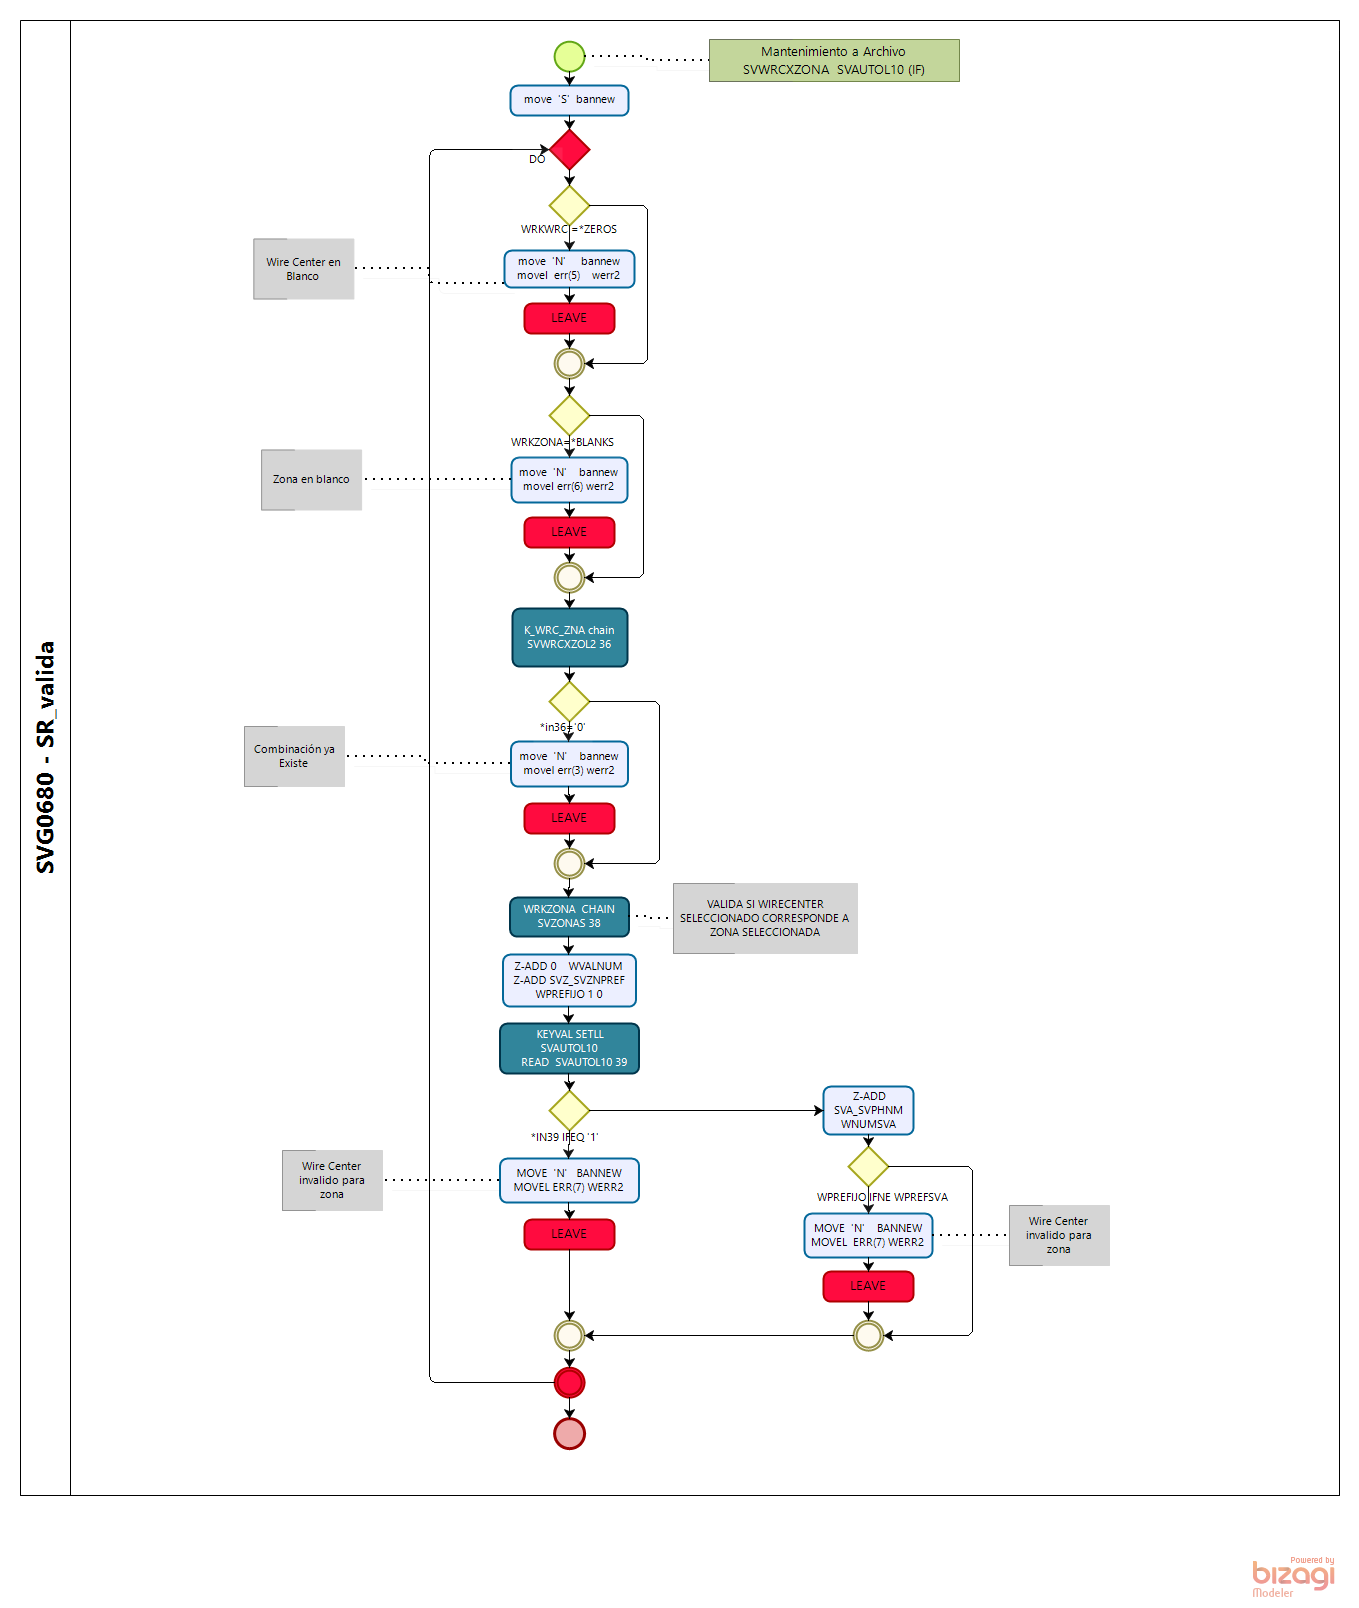 SVG0680 - SR_valida
Mantenimiento a Archivo
SVWRCXZONA SVAUTOL10 (IF)
move 'S' bannew
DO
WRKWRC =*ZEROS
Wire Center en
Blanco
move 'N' bannew
movel err(5) werr2
LEAVE
WRKZONA=*BLANKS
Zona en blanco
move 'N' bannew
movel err(6) werr2
LEAVE
K_WRC_ZNA chain
SVWRCXZOL2 36
*in36='0'
Combinación ya
Existe
move 'N' bannew
movel err(3) werr2
LEAVE
WRKZONA CHAIN
SVZONAS 38
VALIDA SI WIRECENTER
SELECCIONADO CORRESPONDE A
ZONA SELECCIONADA
Z-ADD 0 WVALNUM
Z-ADD SVZ_SVZNPREF
WPREFIJO 1 0
KEYVAL SETLL
SVAUTOL10
READ SVAUTOL10 39
*IN39 IFEQ '1'
Z-ADD
SVA_SVPHNM
WNUMSVA
Wire Center
invalido para
zona
MOVE 'N' BANNEW
MOVEL ERR(7) WERR2
LEAVE
WPREFIJO IFNE WPREFSVA
MOVE 'N' BANNEW
MOVEL ERR(7) WERR2
Wire Center
invalido para
zona
LEAVE
Powered by
bizagi
Modeler